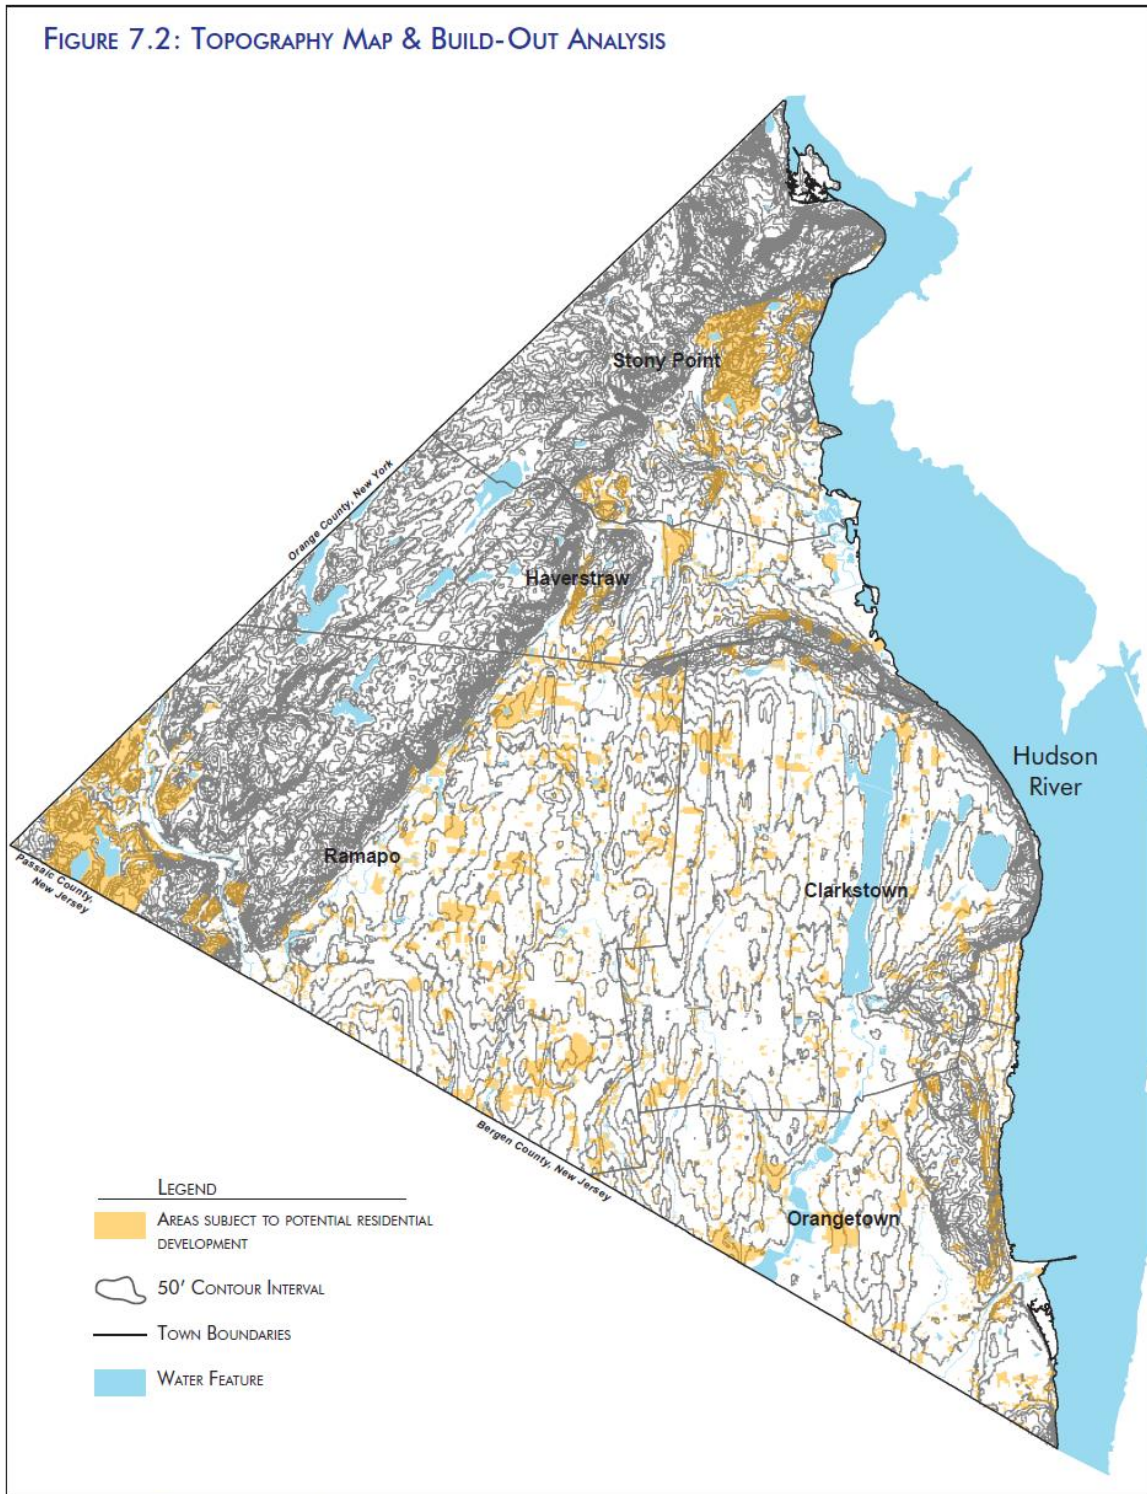 FIGURE 7.2: TOPOGRAPHY MAP & BUILD-OUT ANALYSIS
Stony Point
Orange County, New York
Haverstraw
Hudson
River
Ramapo
Passaic County,
New Jersey
Clarkstown
Bergen County, New Jersey
Orangetown
LEGEND
AREAS SUBJECT TO POTENTIAL RESIDENTIAL
DEVELOPMENT
50' CONTOUR INTERVAL
TOWN BOUNDARIES
WATER FEATURE